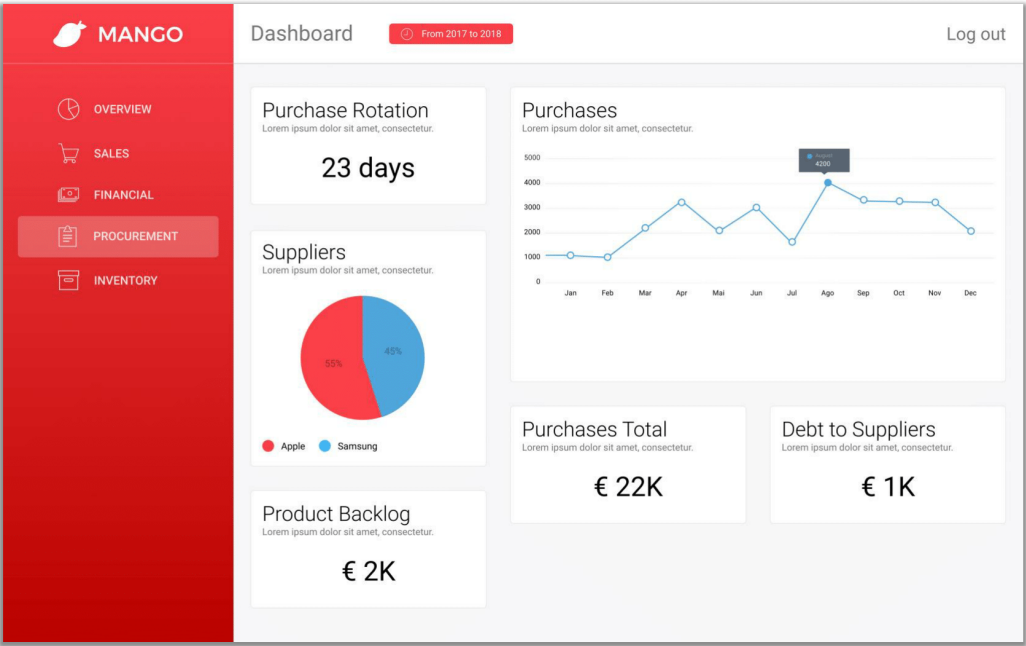 MANGO
Dashboard
From 2017 to 2018
Log out
OVERVIEW
SALES
FINANCIAL
PROCUREMENT
INVENTORY
Purchase Rotation
Lorem ipsum dolor sit amet, consectetur.
23 days
Suppliers
Lorem ipsum dolor sit amet, consectetur.
55%
45%
Apple Samsung
Product Backlog
Lorem ipsum dolor sit amet, consectetur.
€ 2K
Purchases
Lorem ipsum dolor sit amet, consectetur.
August
4200
5000
4000
3000
2000
1000
0
Jan Feb Mar Apr Mai Jun Jul Ago Sep Oct Nov Dec
Purchases Total
Lorem ipsum dolor sit amet, consectetur.
€ 22K
Debt to Suppliers
Lorem ipsum dolor sit amet, consectetur.
€ 1K